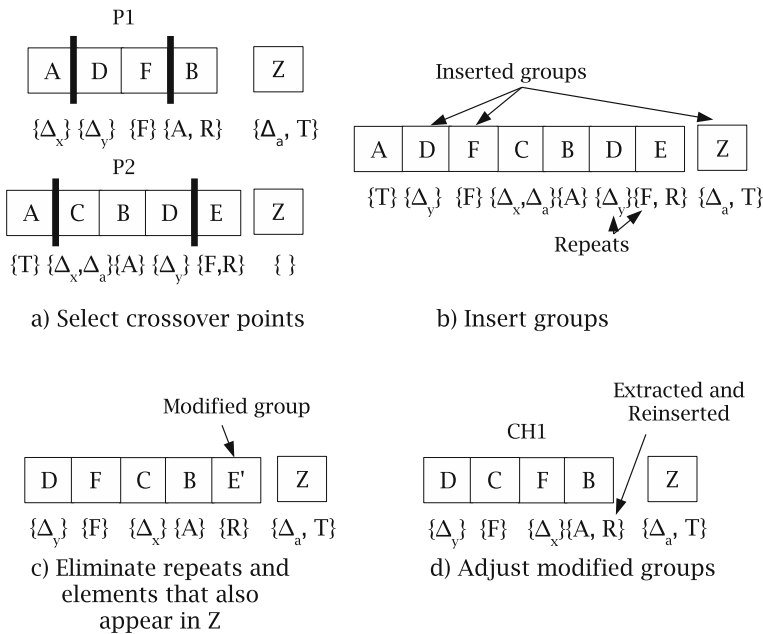 P1
A D F B Z
{Δx} {Δy} {F} {A, R} {Δa, T}
P2
A C B D E Z
{T} {Δx,Δa}{A} {Δy} {F,R} { }
a) Select crossover points
Inserted groups
A D F C B D E Z
{T} {Δy} {F} {Δx,Δa}{A} {Δy}{F, R} {Δa, T}
Repeats
b) Insert groups
Modified group
D F C B E' Z
{Δy} {F} {Δx} {A} {R} {Δa, T}
c) Eliminate repeats and
elements that also
appear in Z
Extracted and
Reinserted
CH1
D C F B Z
{Δy} {F} {Δx}{A, R} {Δa, T}
d) Adjust modified groups